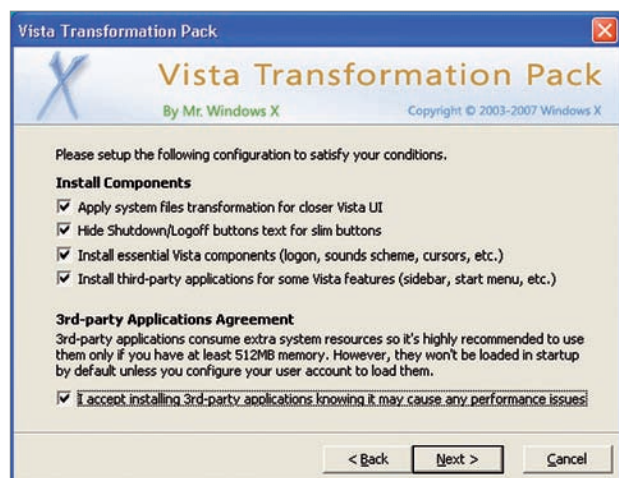 Vista Transformation Pack
Vista Transformation Pack
By Mr. Windows X
Copyright © 2003-2007 Windows X
Please setup the following configuration to satisfy your conditions.
Install Components
Apply system files transformation for closer Vista UI
Hide Shutdown/Logoff buttons text for slim buttons
Install essential Vista components (logon, sounds scheme, cursors, etc.)
Install third-party applications for some Vista features (sidebar, start menu, etc.)
3rd-party Applications Agreement
3rd-party applications consume extra system resources so it's highly recommended to use
them only if you have at least 512MB memory. However, they won't be loaded in startup
by default unless you configure your user account to load them.
I accept installing 3rd-party applications knowing it may cause any performance issues
< Back
Next >
Cancel